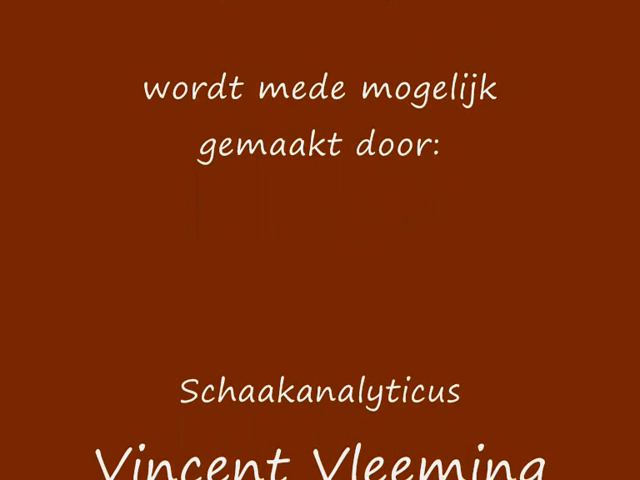 wordt mede mogelijk
gemaakt door:
Schaakanalyticus
Vincent Vleeming